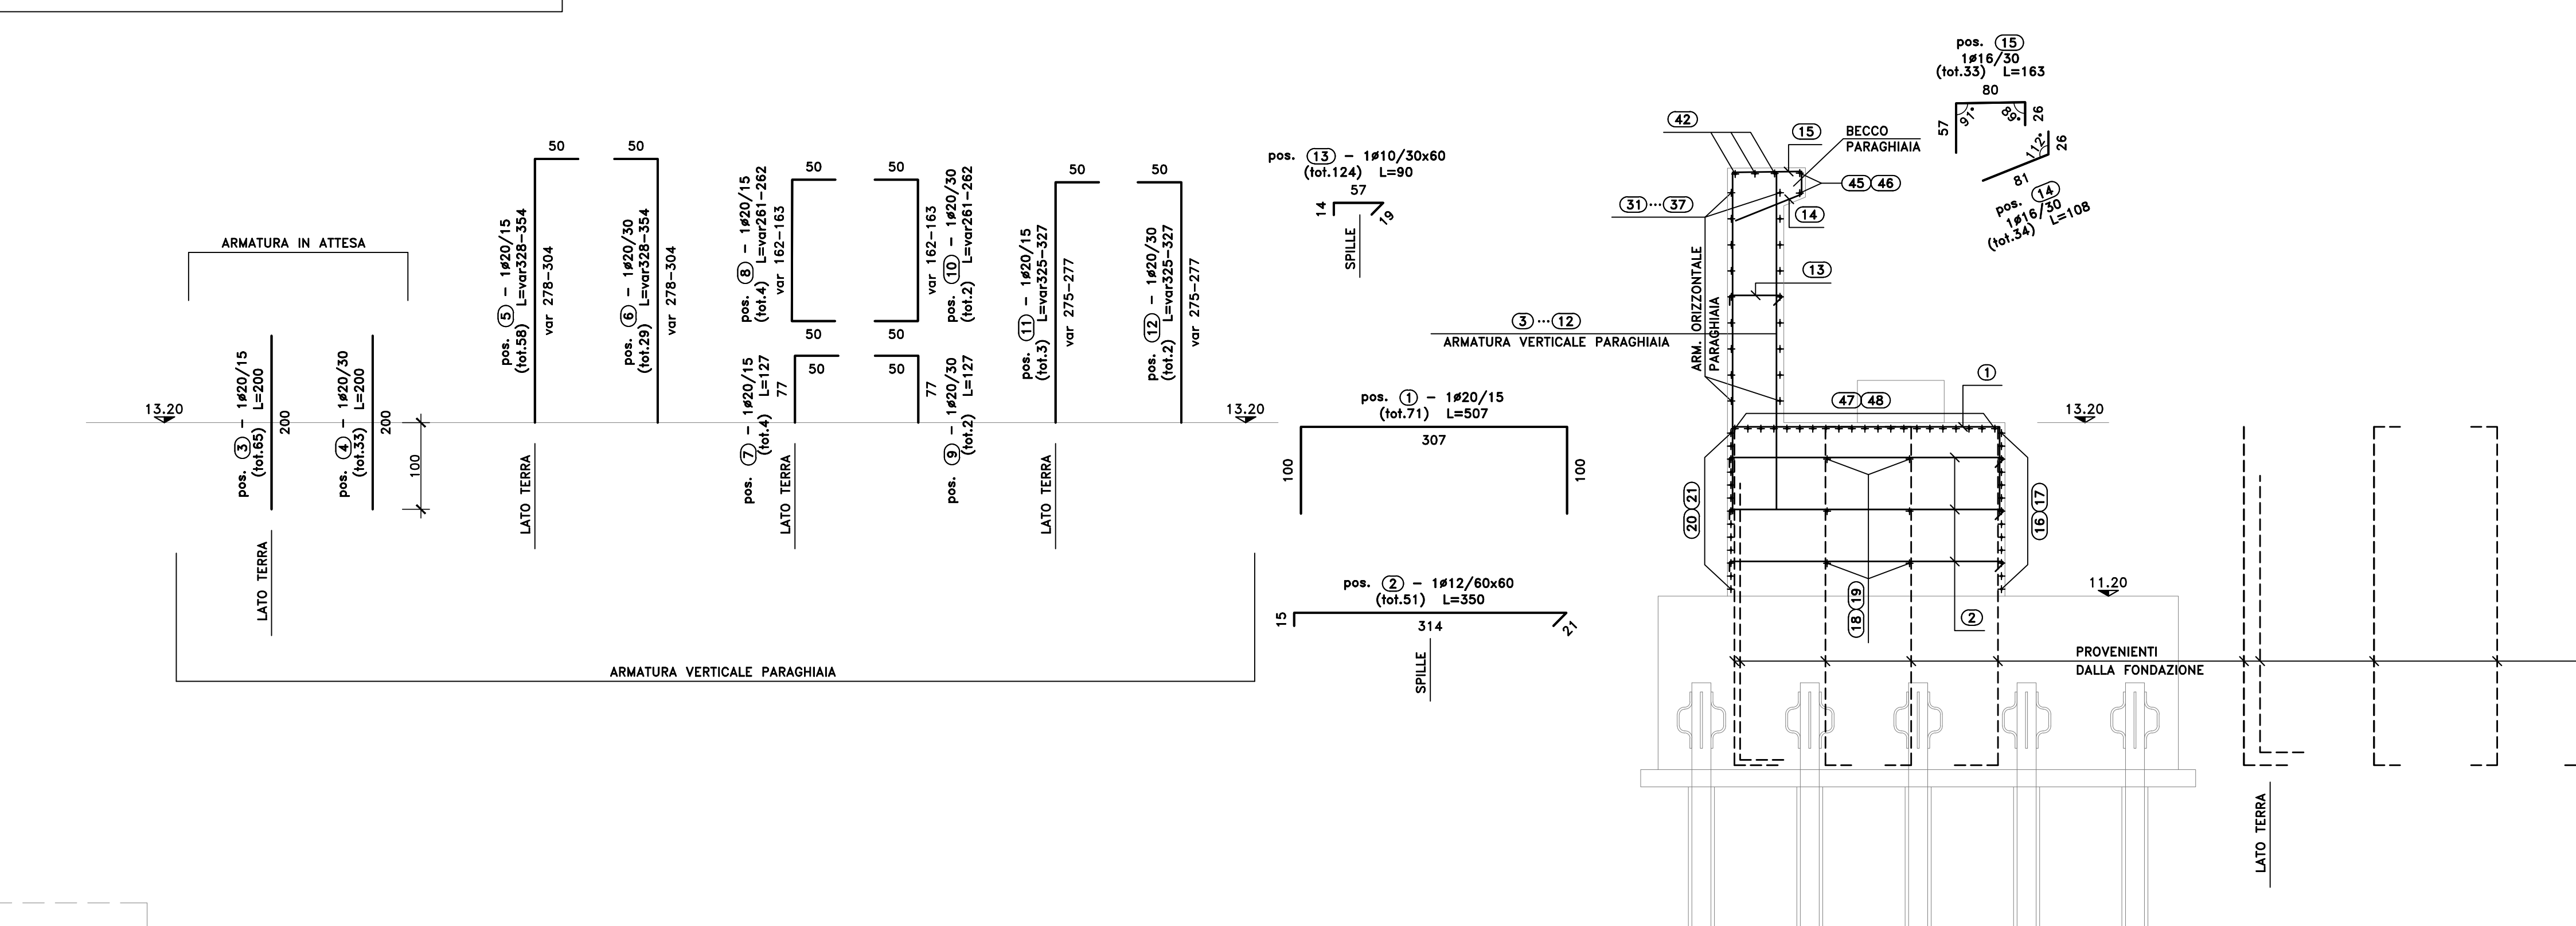 ARMATURA IN ATTESA
13.20
pos. 3 - 1ø20/15
(tot.65) L=200
200
pos. 4 - 1ø20/30
(tot.33) L=200
200
100
LATO TERRA
50
pos. 5 - 1ø20/15
(tot.58) L=var328-354
var 278-304
50
pos. 6 - 1ø20/30
(tot.29) L=var328-354
var 278-304
LATO TERRA
50
pos. 8 - 1ø20/15
(tot.4) L=var261-262
var 162-163
50
50
pos. 10 - 1ø20/30
(tot.2) L=var261-262
var 162-163
50
pos. 7 - 1ø20/15
(tot.4) L=127
77
50
pos. 9 - 1ø20/30
(tot.2) L=127
77
50
LATO TERRA
50
pos. 11 - 1ø20/15
(tot.3) L=var325-327
var 275-277
50
pos. 12 - 1ø20/30
(tot.2) L=var325-327
var 275-277
LATO TERRA
13.20
ARMATURA VERTICALE PARAGHIAIA
pos. 13 - 1ø10/30x60
(tot.124) L=90
57
14
19
SPILLE
pos. 1 - 1ø20/15
(tot.71) L=507
307
100
100
pos. 2 - 1ø12/60x60
(tot.51) L=350
15
314
21
SPILLE
42
15
BECCO
PARAGHIAIA
45 46
31 ... 37
14
13
ARM. ORIZZONTALE
PARAGHIAIA
3 ... 12
ARMATURA VERTICALE PARAGHIAIA
1
47 48
13.20
20 21
16 17
18 19
2
11.20
PROVENIENTI
DALLA FONDAZIONE
LATO TERRA
pos. 15
1ø16/30
(tot.33) L=163
80
57
91°
89°
26
112°
26
81
pos. 14
1ø16/30
(tot.34) L=108